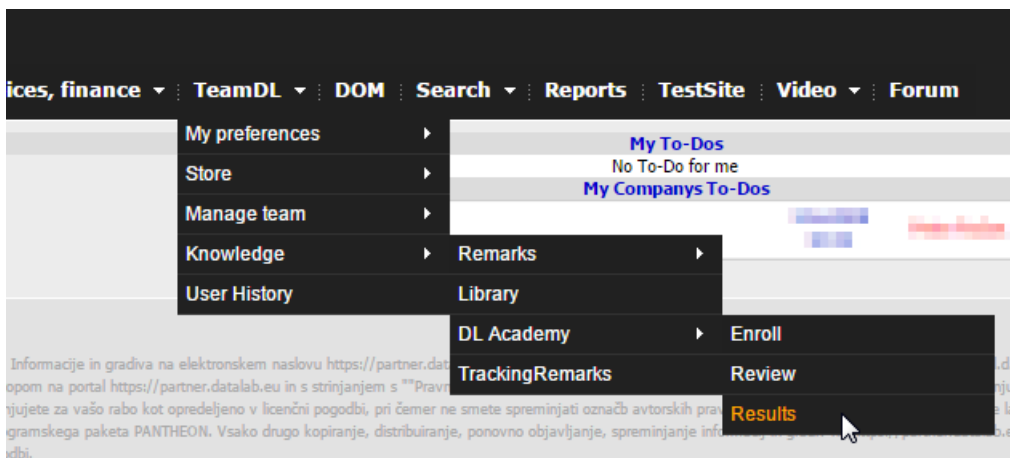 ices, finance TeamDL DOM Search Reports TestSite Video Forum
My preferences
Store
Manage team
Knowledge
User History
My To-Dos
No To-Do for me
My Companys To-Dos
Remarks
Library
DL Academy
TrackingRemarks
Enroll
Review
Results
Informacije in gradiva na elektronskem naslovu https://partner.dat
opom na portal https://partner.datalab.eu in s strinjanjem s ""Pravn
njujete za vašo rabo kot opredeljeno v licenčni pogodbi, pri čemer ne smete spreminjati označb avtorskih prav
ogramskega paketa PANTHEON. Vsako drugo kopiranje, distribuiranje, ponovno objavljanje, spreminjanje
odbi.